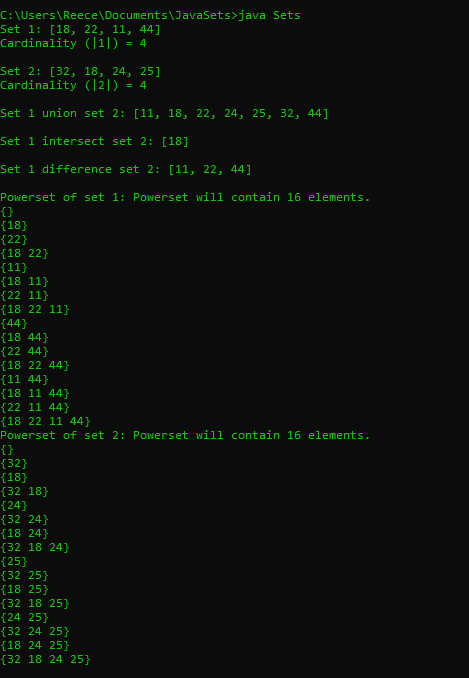 C:\Users\Reece\Documents\JavaSets>java Sets
Set 1: [18, 22, 11, 44]
Cardinality (|1|) = 4
Set 2: [32, 18, 24, 25]
Cardinality (|2|) = 4
Set 1 union set 2: [11, 18, 22, 24, 25, 32, 44]
Set 1 intersect set 2: [18]
Set 1 difference set 2: [11, 22, 44]
Powerset of set 1: Powerset will contain 16 elements.
{}
{18}
{22}
{18 22}
{11}
{18 11}
{22 11}
{18 22 11}
{44}
{18 44}
{22 44}
{18 22 44}
{11 44}
{18 11 44}
{22 11 44}
{18 22 11 44}
Powerset of set 2: Powerset will contain 16 elements.
{}
{32}
{18}
{32 18}
{24}
{32 24}
{18 24}
{32 18 24}
{25}
{32 25}
{18 25}
{32 18 25}
{24 25}
{32 24 25}
{18 24 25}
{32 18 24 25}